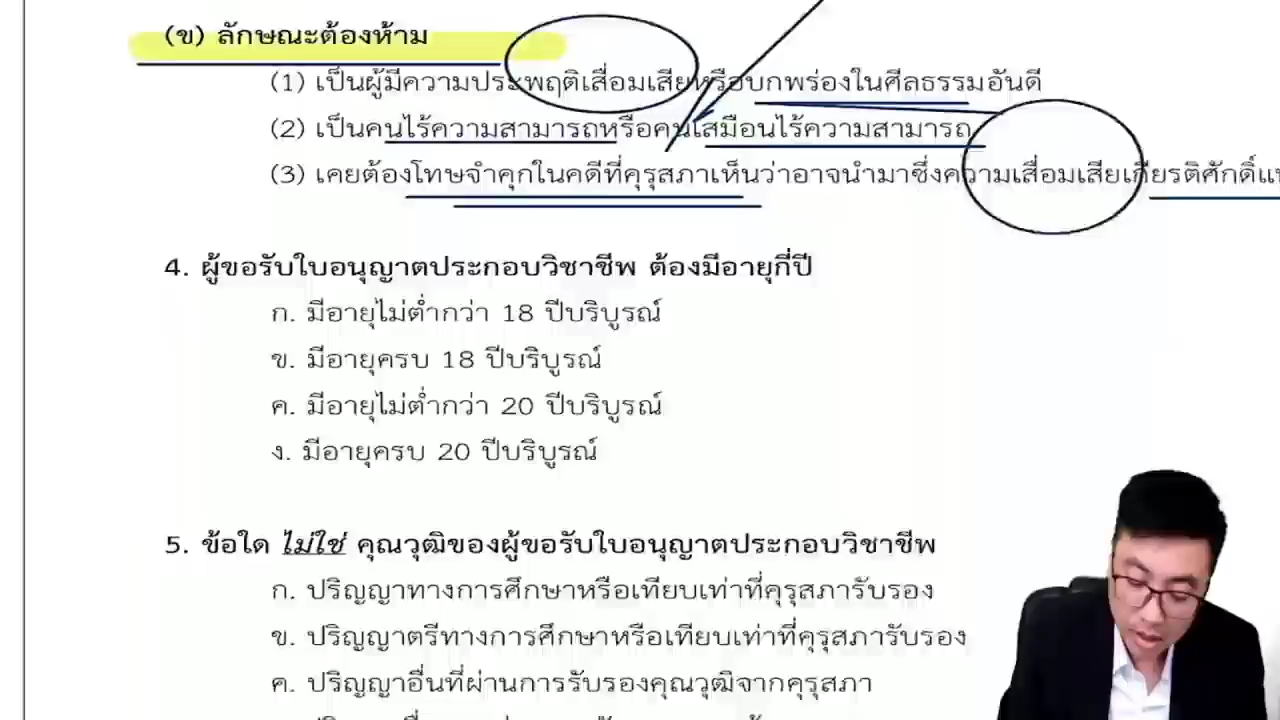 (ข) ลักษณะต้องห้าม
(1) เป็นผู้มีความประพฤติเสื่อมเสียหรือบกพร่องในศีลธรรมอันดี
(2) เป็นคนไร้ความสามารถหรือคนเสมือนไร้ความสามารถ
(3) เคยต้องโทษจำคุกในคดีที่คุรุสภาเห็นว่าอาจนำมาซึ่งความเสื่อมเสียเกียรติศักดิ์
4. ผู้ขอรับใบอนุญาตประกอบวิชาชีพ ต้องมีอายุกี่ปี
ก. มีอายุไม่ต่ำกว่า 18 ปีบริบูรณ์
ข. มีอายุครบ 18 ปีบริบูรณ์
ค. มีอายุไม่ต่ำกว่า 20 ปีบริบูรณ์
ง. มีอายุครบ 20 ปีบริบูรณ์
5. ข้อใด ไม่ใช่ คุณวุฒิของผู้ขอรับใบอนุญาตประกอบวิชาชีพ
ก. ปริญญาทางการศึกษาหรือเทียบเท่าที่คุรุสภารับรอง
ข. ปริญญาตรีทางการศึกษาหรือเทียบเท่าที่คุรุสภารับรอง
ค. ปริญญาอื่นที่ผ่านการรับรองคุณวุฒิจากคุรุสภา